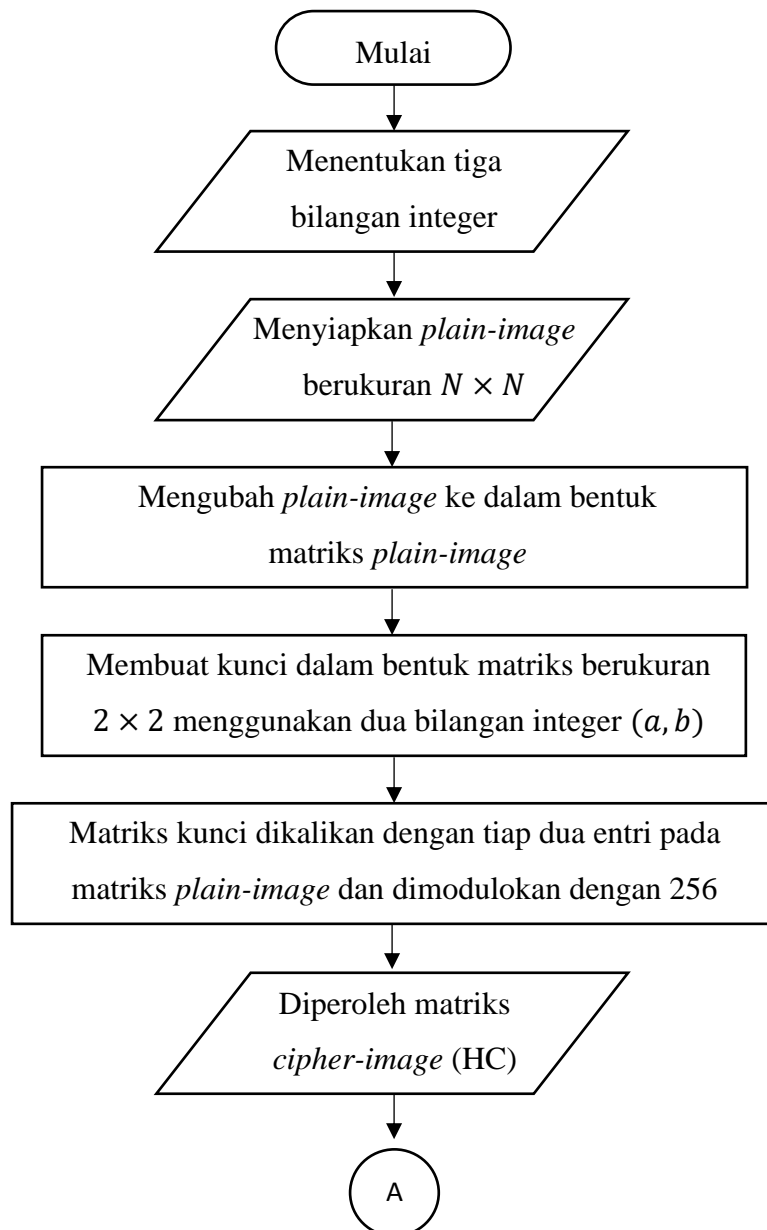 Mulai
Menentukan tiga
bilangan integer
Menyiapkan plain-image
berukuran N × N
Mengubah plain-image ke dalam bentuk
matriks plain-image
Membuat kunci dalam bentuk matriks berukuran
2 × 2 menggunakan dua bilangan integer (a, b)
Matriks kunci dikalikan dengan tiap dua entri pada
matriks plain-image dan dimodulokan dengan 256
Diperoleh matriks
cipher-image (HC)
A